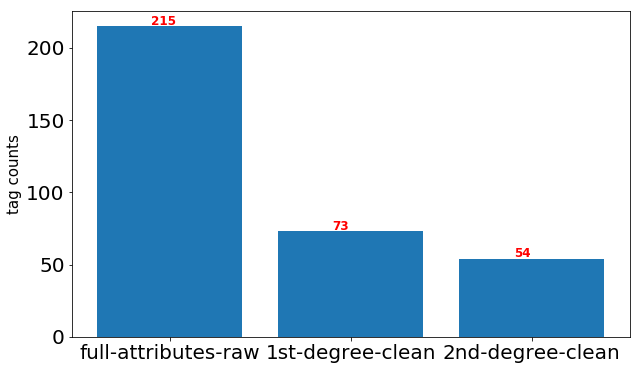 215
200
150
100
50
0
tag counts
73
54
full-attributes-raw
1st-degree-clean
2nd-degree-clean